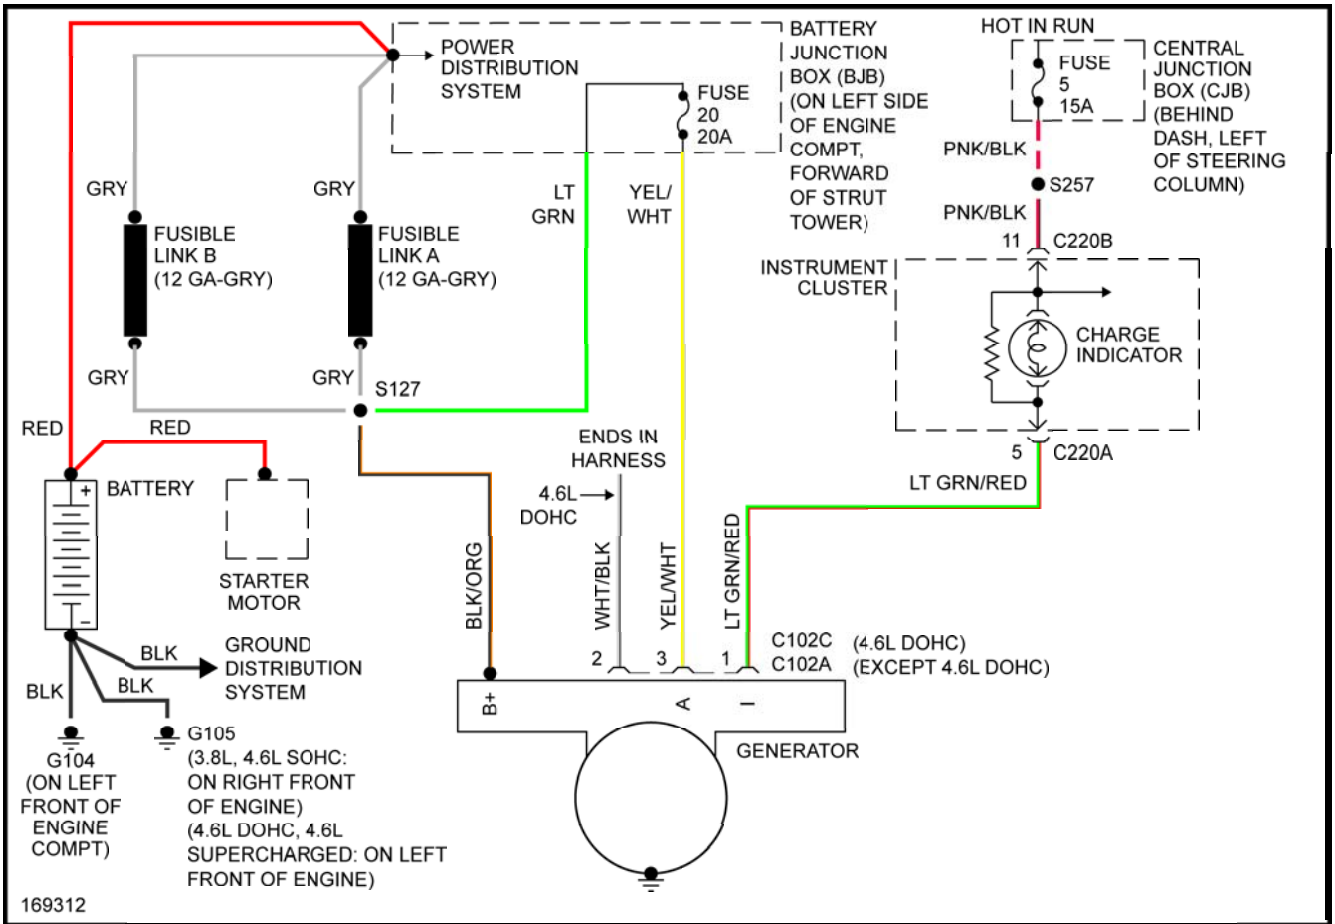 HOT IN RUN
POWER
DISTRIBUTION
SYSTEM
FUSE
20
20A
BATTERY
JUNCTION
BOX (BJB)
(ON LEFT SIDE
OF ENGINE
COMPT,
FORWARD
OF STRUT
TOWER)
FUSE
5
15A
CENTRAL
JUNCTION
BOX (CJB)
(BEHIND
DASH, LEFT
OF STEERING
COLUMN)
PNK/BLK
S257
PNK/BLK
11
C220B
GRY
GRY
LT
GRN
YEL/
WHT
FUSIBLE
LINK B
(12 GA-GRY)
FUSIBLE
LINK A
(12 GA-GRY)
INSTRUMENT
CLUSTER
CHARGE
INDICATOR
GRY
GRY
S127
RED
RED
ENDS IN
HARNESS
5
C220A
LT GRN/RED
+
BATTERY
4.6L
DOHC
STARTER
MOTOR
BLK/ORG
WHT/BLK
YEL/WHT
LT GRN/RED
–
BLK
GROUND
DISTRIBUTION
SYSTEM
BLK
BLK
2
3
1
C102C
(4.6L DOHC)
C102A
(EXCEPT 4.6L DOHC)
B+
A
I
GENERATOR
G104
(ON LEFT
FRONT OF
ENGINE
COMPT)
G105
(3.8L, 4.6L SOHC:
ON RIGHT FRONT
OF ENGINE)
(4.6L DOHC, 4.6L
SUPERCHARGED: ON LEFT
FRONT OF ENGINE)
169312